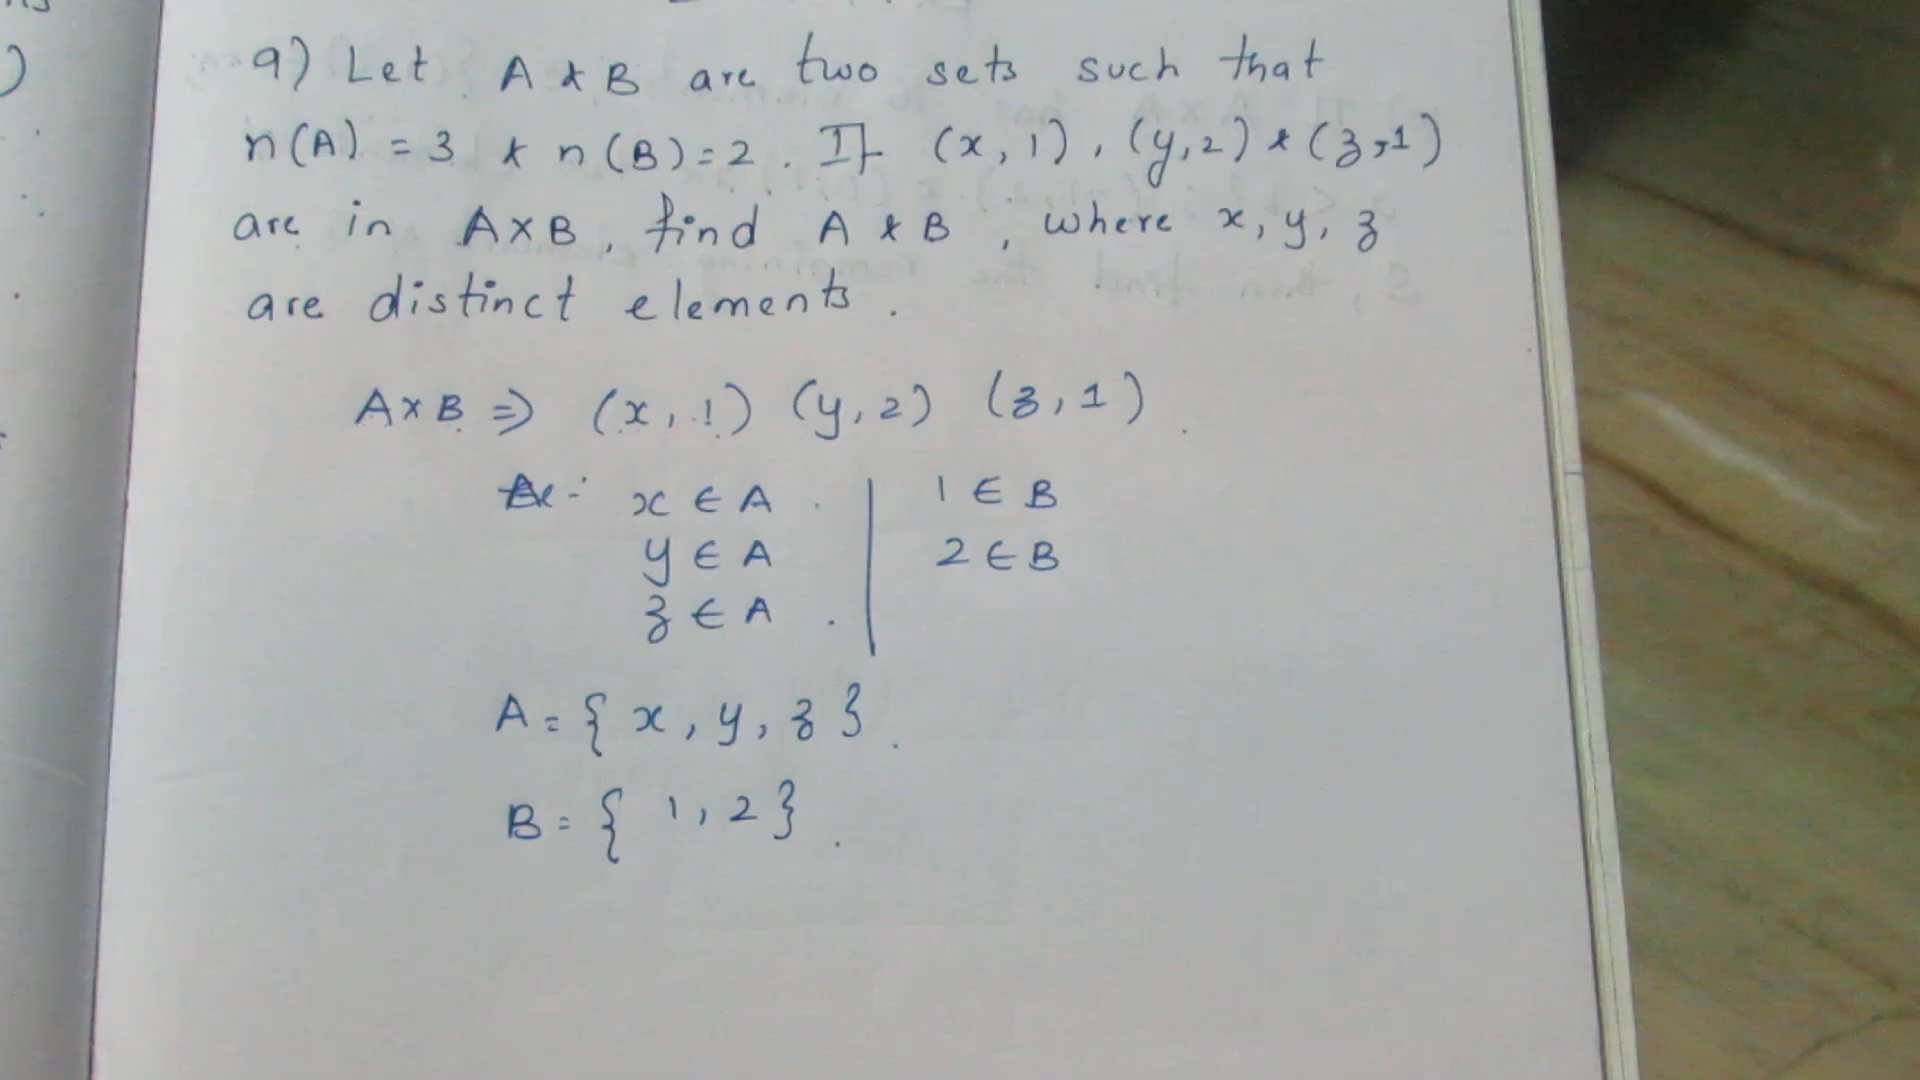 9) Let A & B are two sets such that
n(A) = 3 & n(B) = 2. If (x, 1), (y, 2) & (z, 1)
are in A×B, find A & B, where x, y, z
are distinct elements.
A×B ⇒ (x, 1) (y, 2) (z, 1)
x ∈ A | 1 ∈ B
y ∈ A | 2 ∈ B
z ∈ A
A = { x, y, z }
B = { 1, 2 }